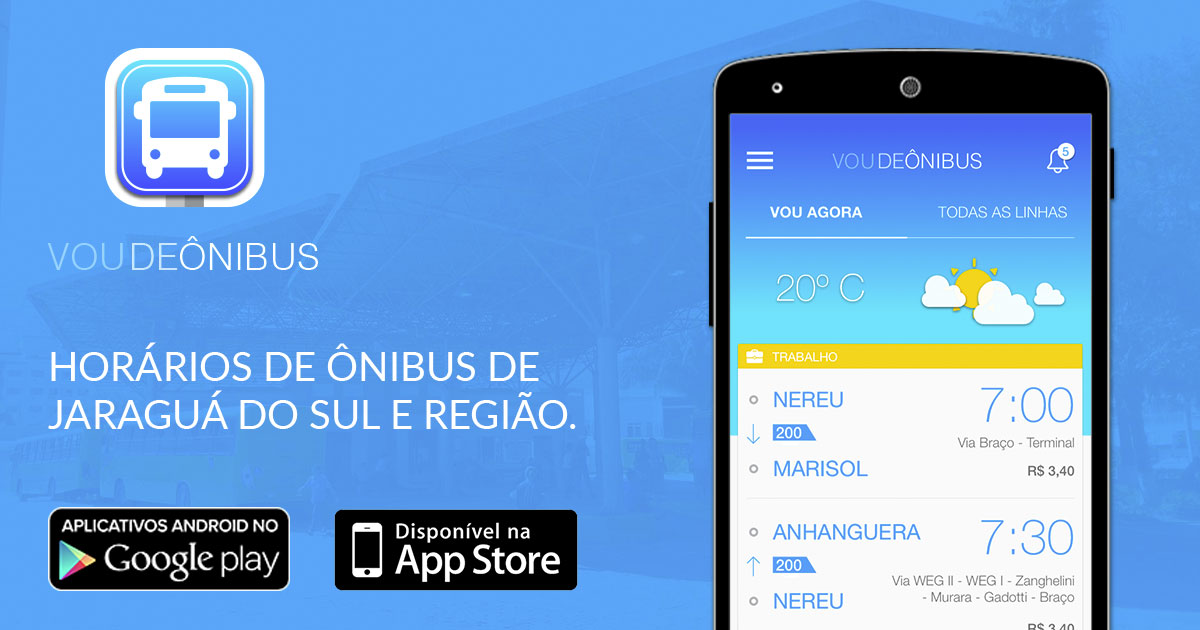 VOUDEÔNIBUS
HORÁRIOS DE ÔNIBUS DE
JARAGUÁ DO SUL E REGIÃO.
APLICATIVOS ANDROID NO
Google play
Disponível na
App Store
VOUDEÔNIBUS
5
VOU AGORA
TODAS AS LINHAS
20º C
TRABALHO
NEREU
7:00
200
Via Braço - Terminal
MARISOL
R$ 3,40
ANHANGUERA
7:30
200
Via WEG II - WEG I - Zanghelini
- Murara - Gadotti - Braço
NEREU
R$ 3,40